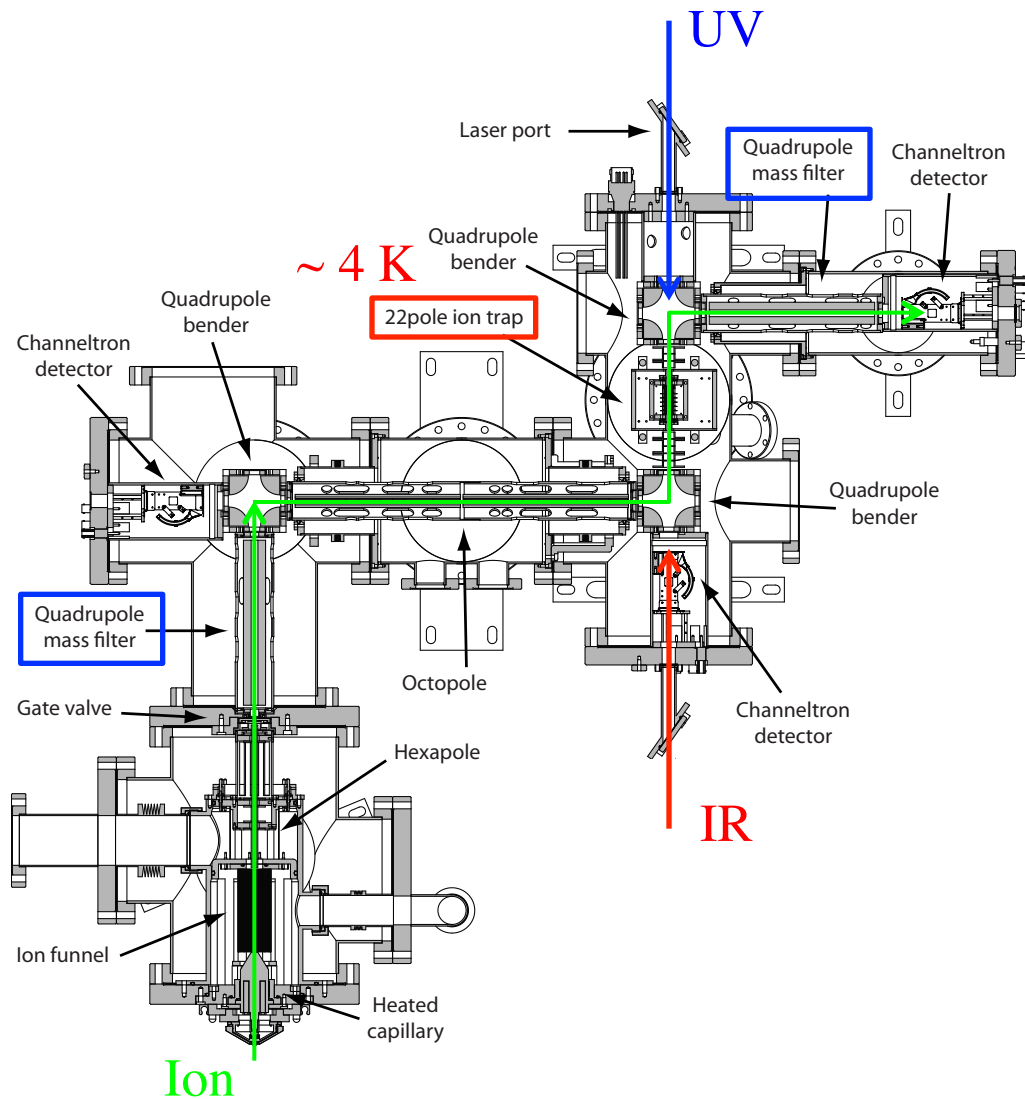 UV
Laser port
Quadrupole
mass filter
Channeltron
detector
Quadrupole
bender
~ 4 K
22pole ion trap
Quadrupole
bender
Channeltron
detector
Quadrupole
bender
Quadrupole
mass filter
Octopole
Gate valve
Channeltron
detector
Hexapole
IR
Ion funnel
Heated
capillary
Ion